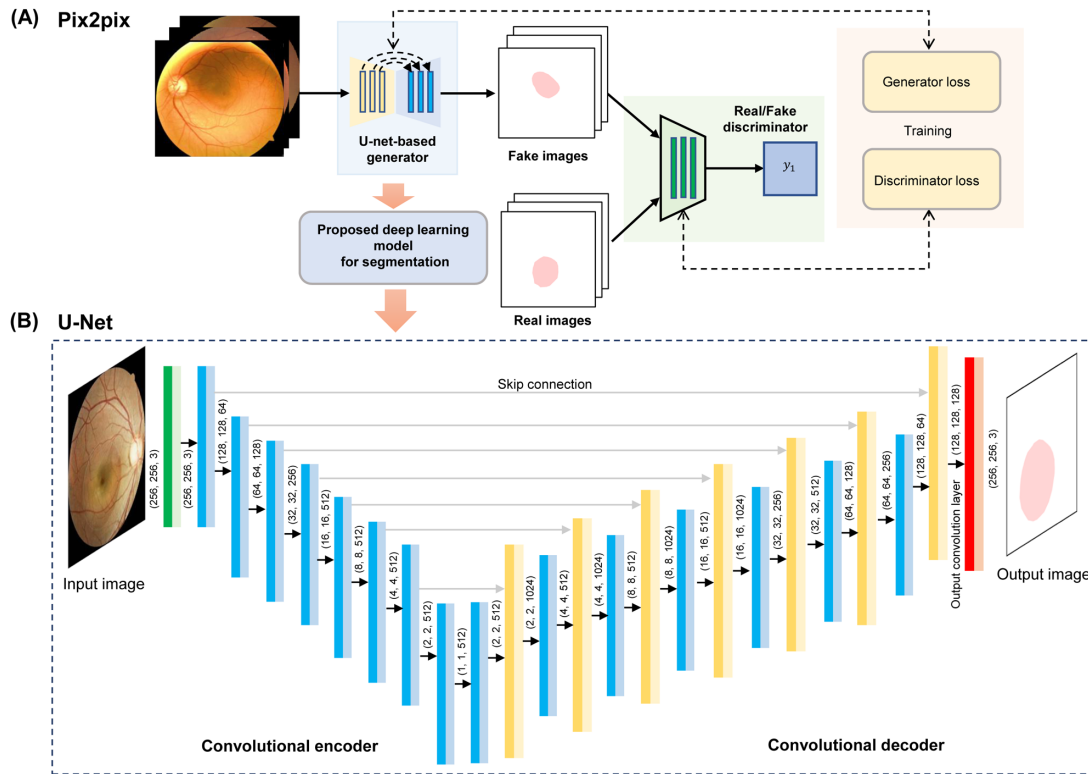 (A) Pix2pix
U-net-based
generator
Fake images
Real/Fake
discriminator
y₁
Generator loss
Training
Discriminator loss
Proposed deep learning
model
for segmentation
Real images
(B) U-Net
Skip connection
(256, 256, 3)
(256, 256, 3)
(128, 128, 64)
(64, 64, 128)
(32, 32, 256)
(16, 16, 512)
(8, 8, 512)
(4, 4, 512)
(2, 2, 512)
(1, 1, 512)
(2, 2, 512)
(2, 2, 1024)
(4, 4, 512)
(4, 4, 1024)
(8, 8, 512)
(8, 8, 1024)
(16, 16, 512)
(16, 16, 1024)
(32, 32, 256)
(32, 32, 512)
(64, 64, 128)
(64, 64, 256)
(128, 128, 64)
(128, 128, 128)
Output convolution layer
(256, 256, 3)
Input image
Output image
Convolutional encoder
Convolutional decoder